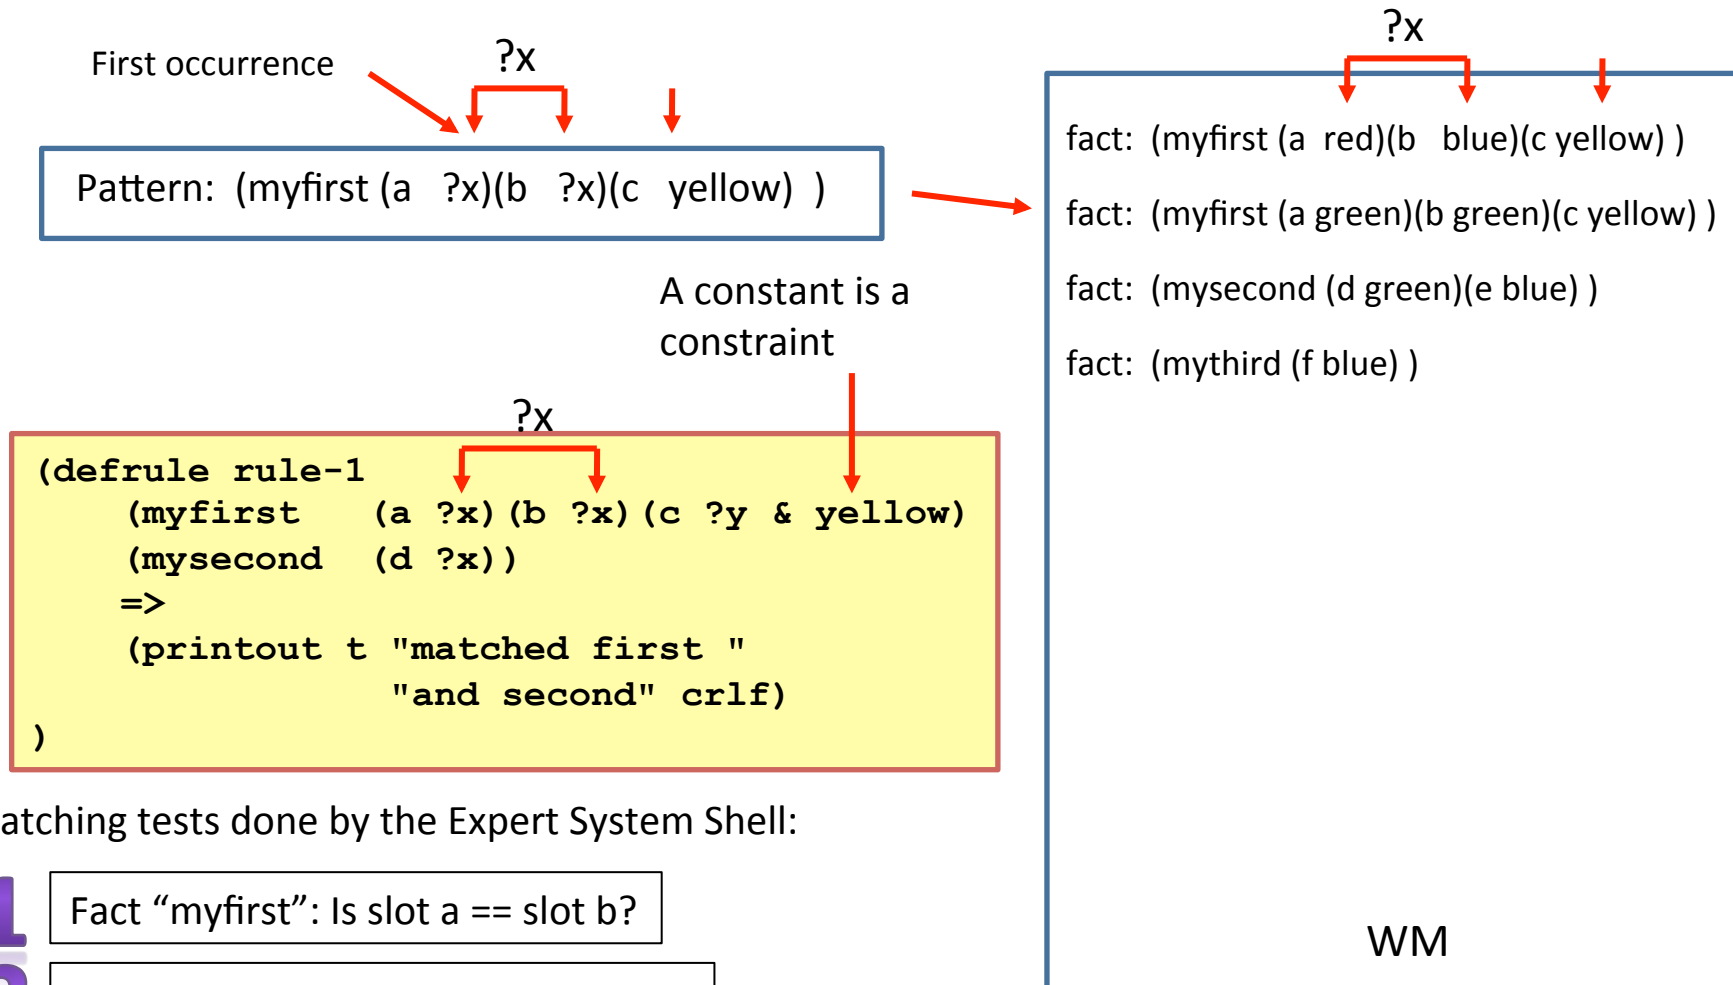 First occurrence
?x
Pattern: (myfirst (a ?x)(b ?x)(c yellow) )
A constant is a
constraint
?x
(defrule rule-1
(myfirst (a ?x)(b ?x)(c ?y & yellow)
(mysecond (d ?x))
=>
(printout t "matched first "
"and second" crlf)
)
atching tests done by the Expert System Shell:
1
Fact “myfirst”: Is slot a == slot b?
?x
fact: (myfirst (a red)(b blue)(c yellow) )
fact: (myfirst (a green)(b green)(c yellow) )
fact: (mysecond (d green)(e blue) )
fact: (mythird (f blue) )
WM